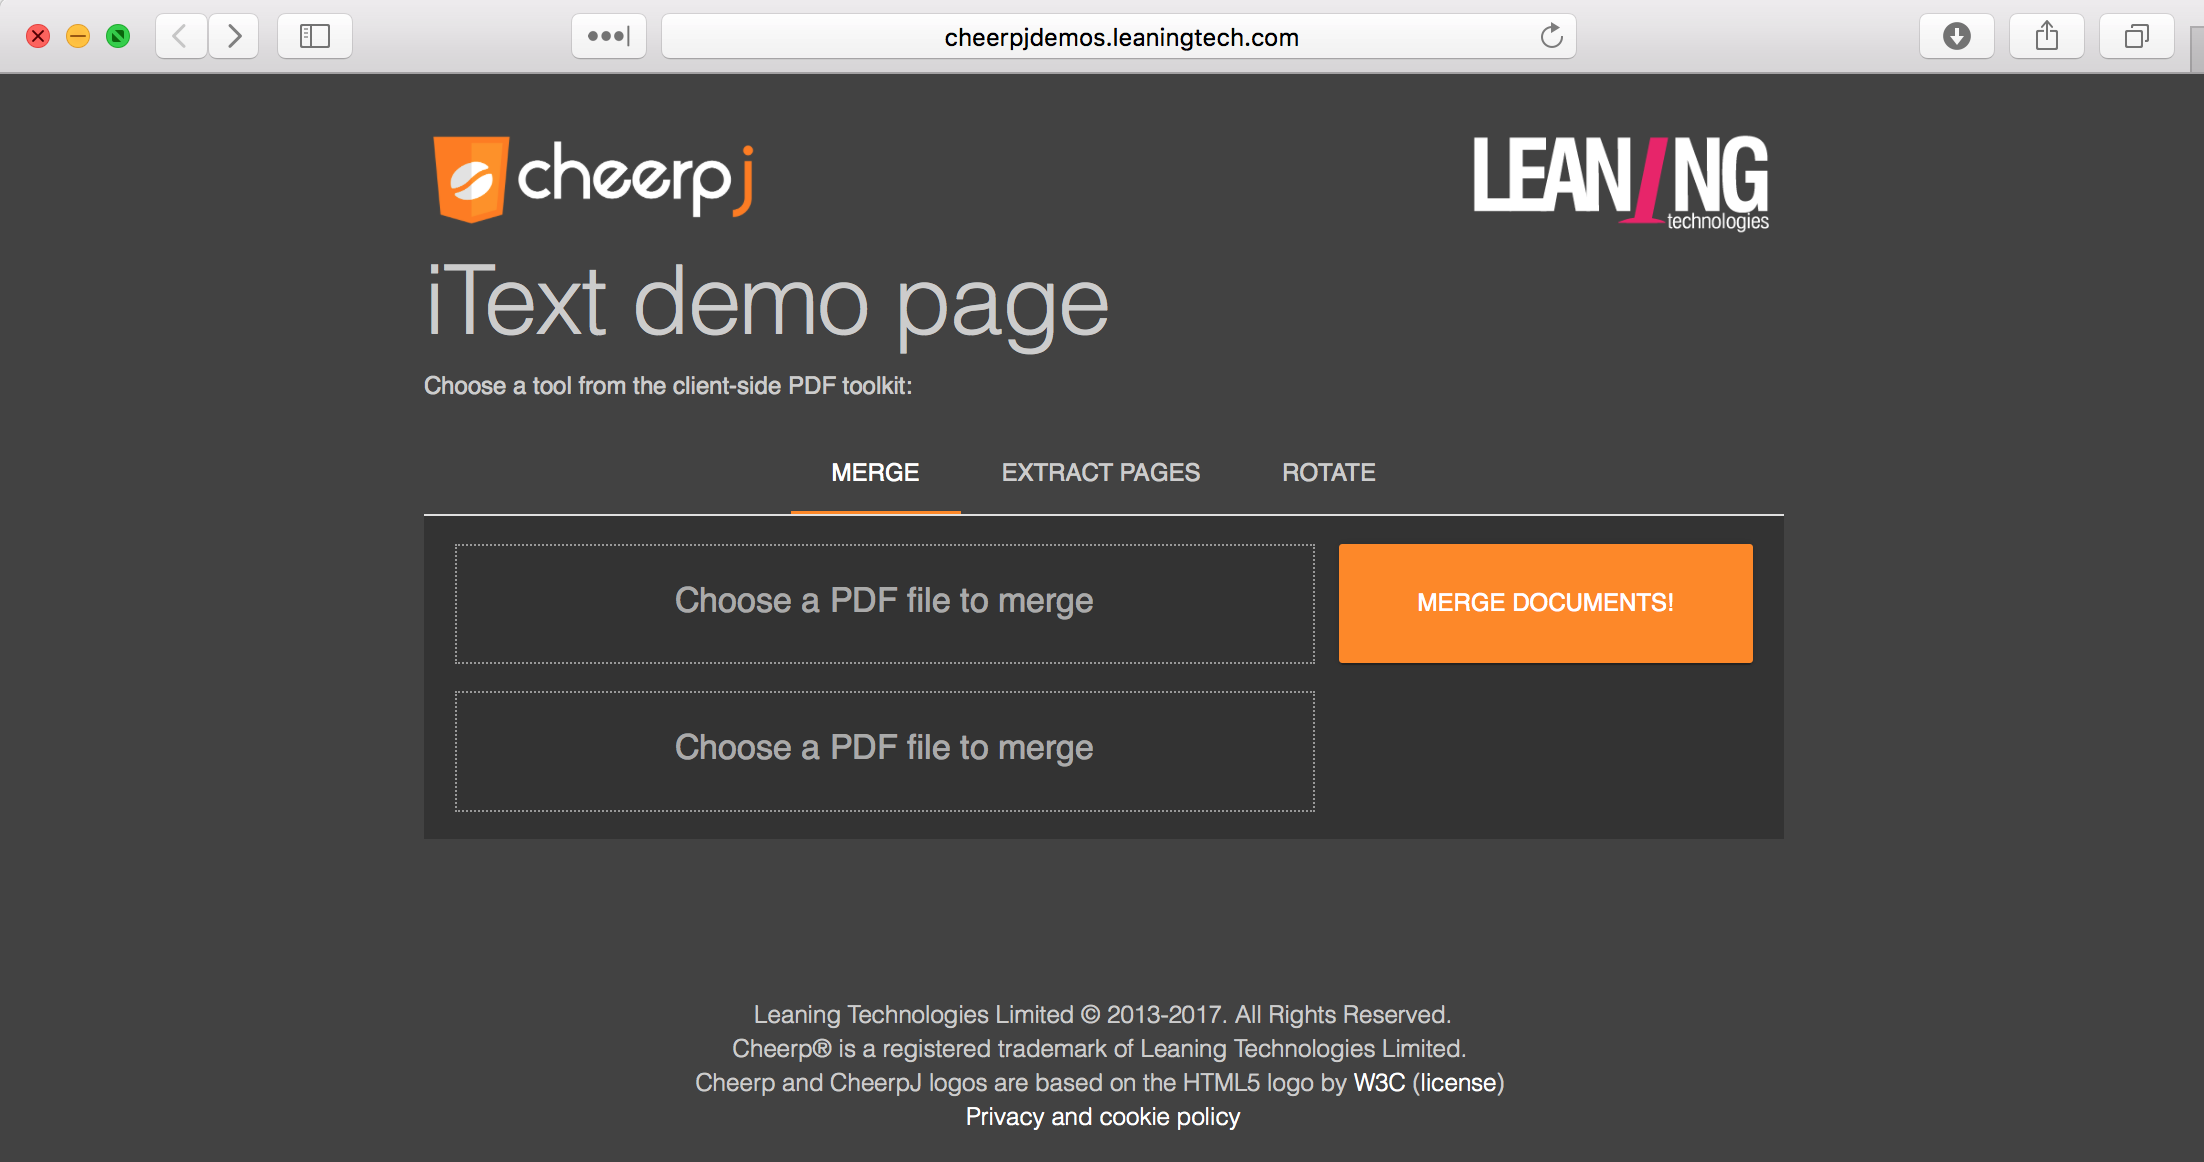 cheerpjdemos.leaningtech.com
cheerpj
LEANING
technologies
iText demo page
Choose a tool from the client-side PDF toolkit:
MERGE EXTRACT PAGES ROTATE
Choose a PDF file to merge
MERGE DOCUMENTS!
Choose a PDF file to merge
Leaning Technologies Limited © 2013-2017. All Rights Reserved.
Cheerp® is a registered trademark of Leaning Technologies Limited.
Cheerp and CheerpJ logos are based on the HTML5 logo by W3C (license)
Privacy and cookie policy